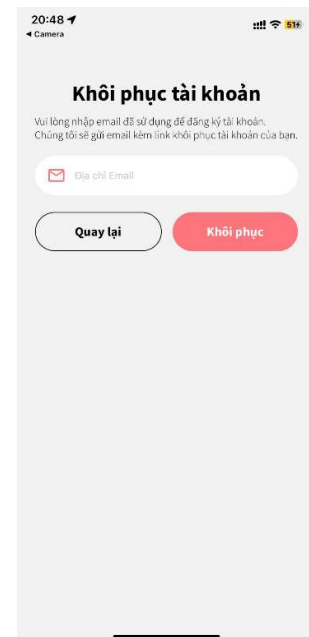 20:48
◀ Camera
51
Khôi phục tài khoản
Vui lòng nhập email đã sử dụng để đăng ký tài khoản.
Chúng tôi sẽ gửi email kèm link khôi phục tài khoản của bạn.
Địa chỉ Email
Quay lại
Khôi phục